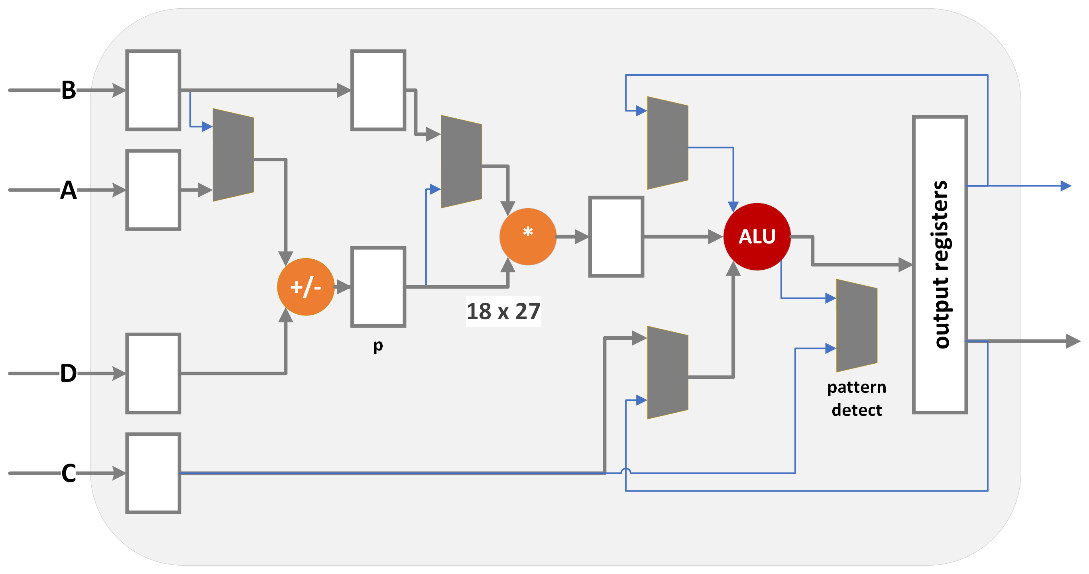 B
A
*
ALU
+/-
18 x 27
p
D
C
pattern
detect
output registers